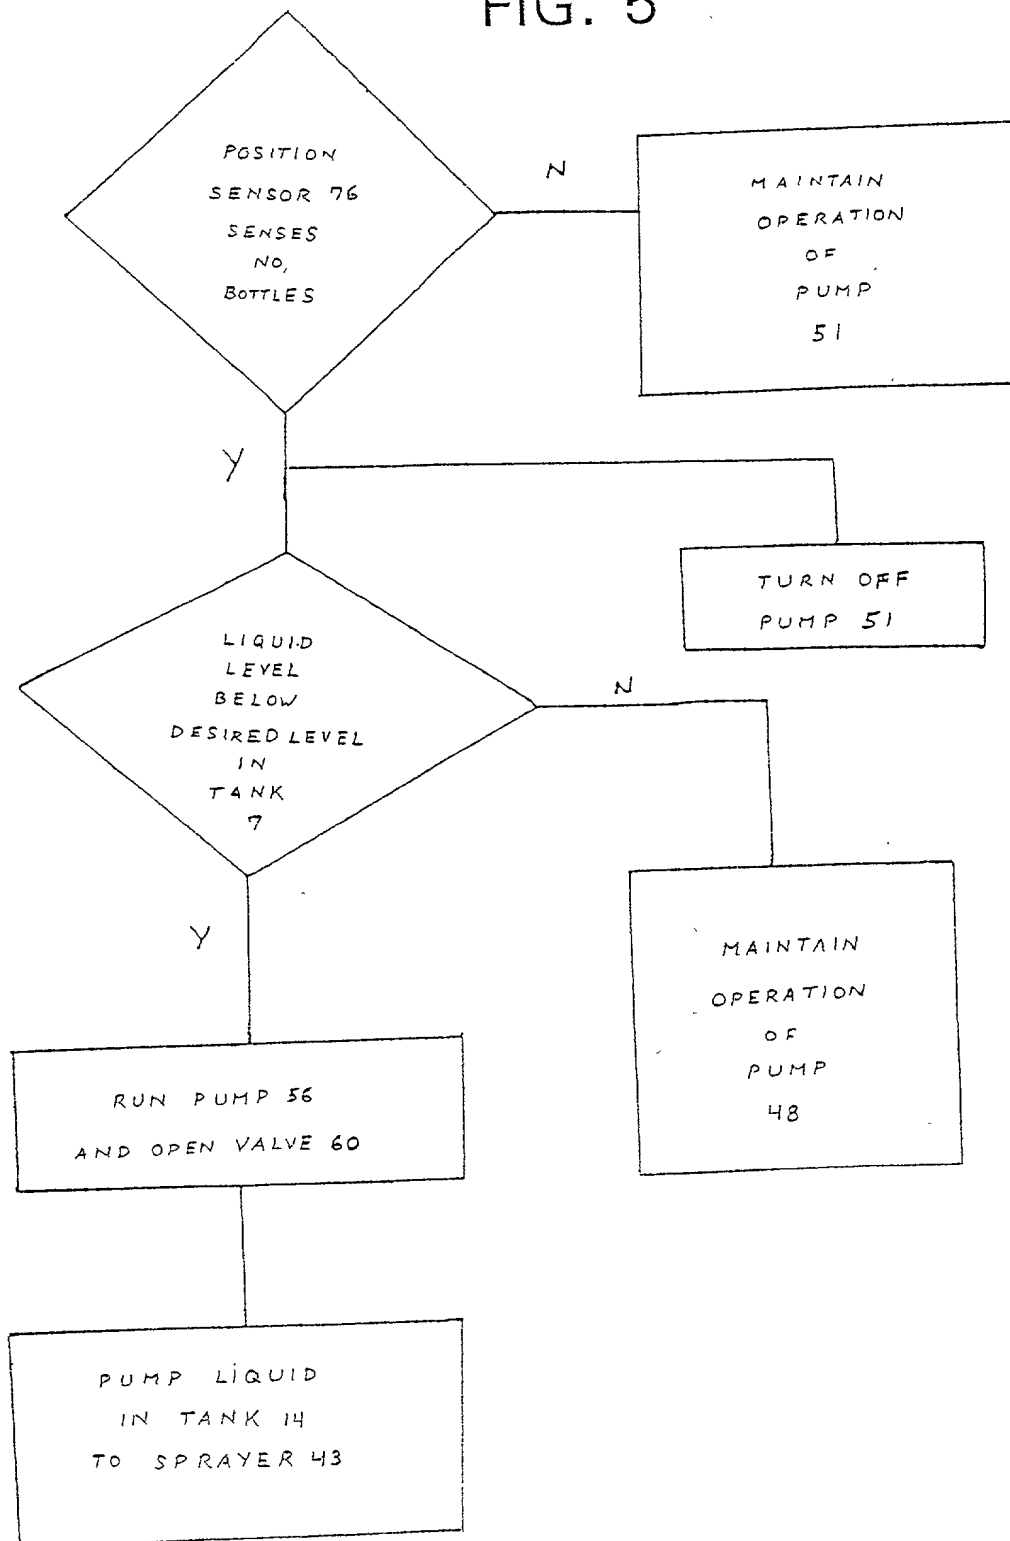 FIG. 5
POSITION
SENSOR 76
SENSES
NO,
BOTTLES
N
MAINTAIN
OPERATION
OF
PUMP
51
Y
TURN OFF
PUMP 51
LIQUID
LEVEL
BELOW
DESIRED LEVEL
IN
TANK
7
N
Y
MAINTAIN
OPERATION
OF
PUMP
48
RUN PUMP 56
AND OPEN VALVE 60
PUMP LIQUID
IN TANK 14
TO SPRAYER 43